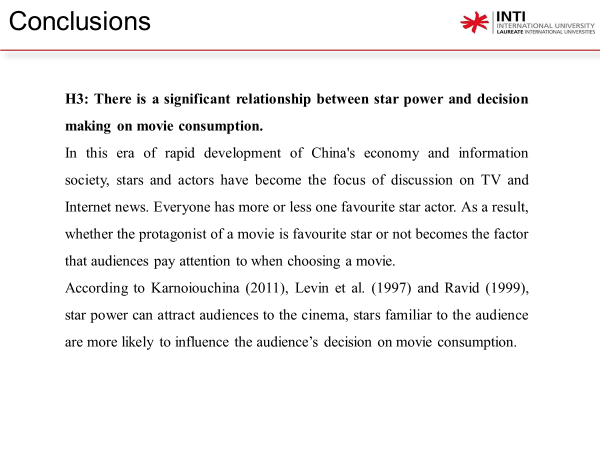 Conclusions
INTI
INTERNATIONAL UNIVERSITY
LAUREATE INTERNATIONAL UNIVERSITIES
H3: There is a significant relationship between star power and decision
making on movie consumption.
In this era of rapid development of China's economy and information
society, stars and actors have become the focus of discussion on TV and
Internet news. Everyone has more or less one favourite star actor. As a result,
whether the protagonist of a movie is favourite star or not becomes the factor
that audiences pay attention to when choosing a movie.
According to Karnoiouchina (2011), Levin et al. (1997) and Ravid (1999),
star power can attract audiences to the cinema, stars familiar to the audience
are more likely to influence the audience’s decision on movie consumption.